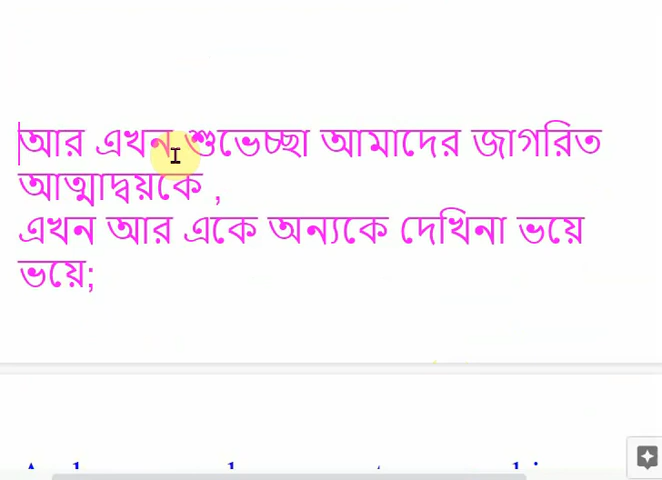 আর এখন শুভেচ্ছা আমাদের জাগরিত
আত্মাদ্বয়কে ,
এখন আর একে অন্যকে দেখিনা ভয়ে
ভয়ে;